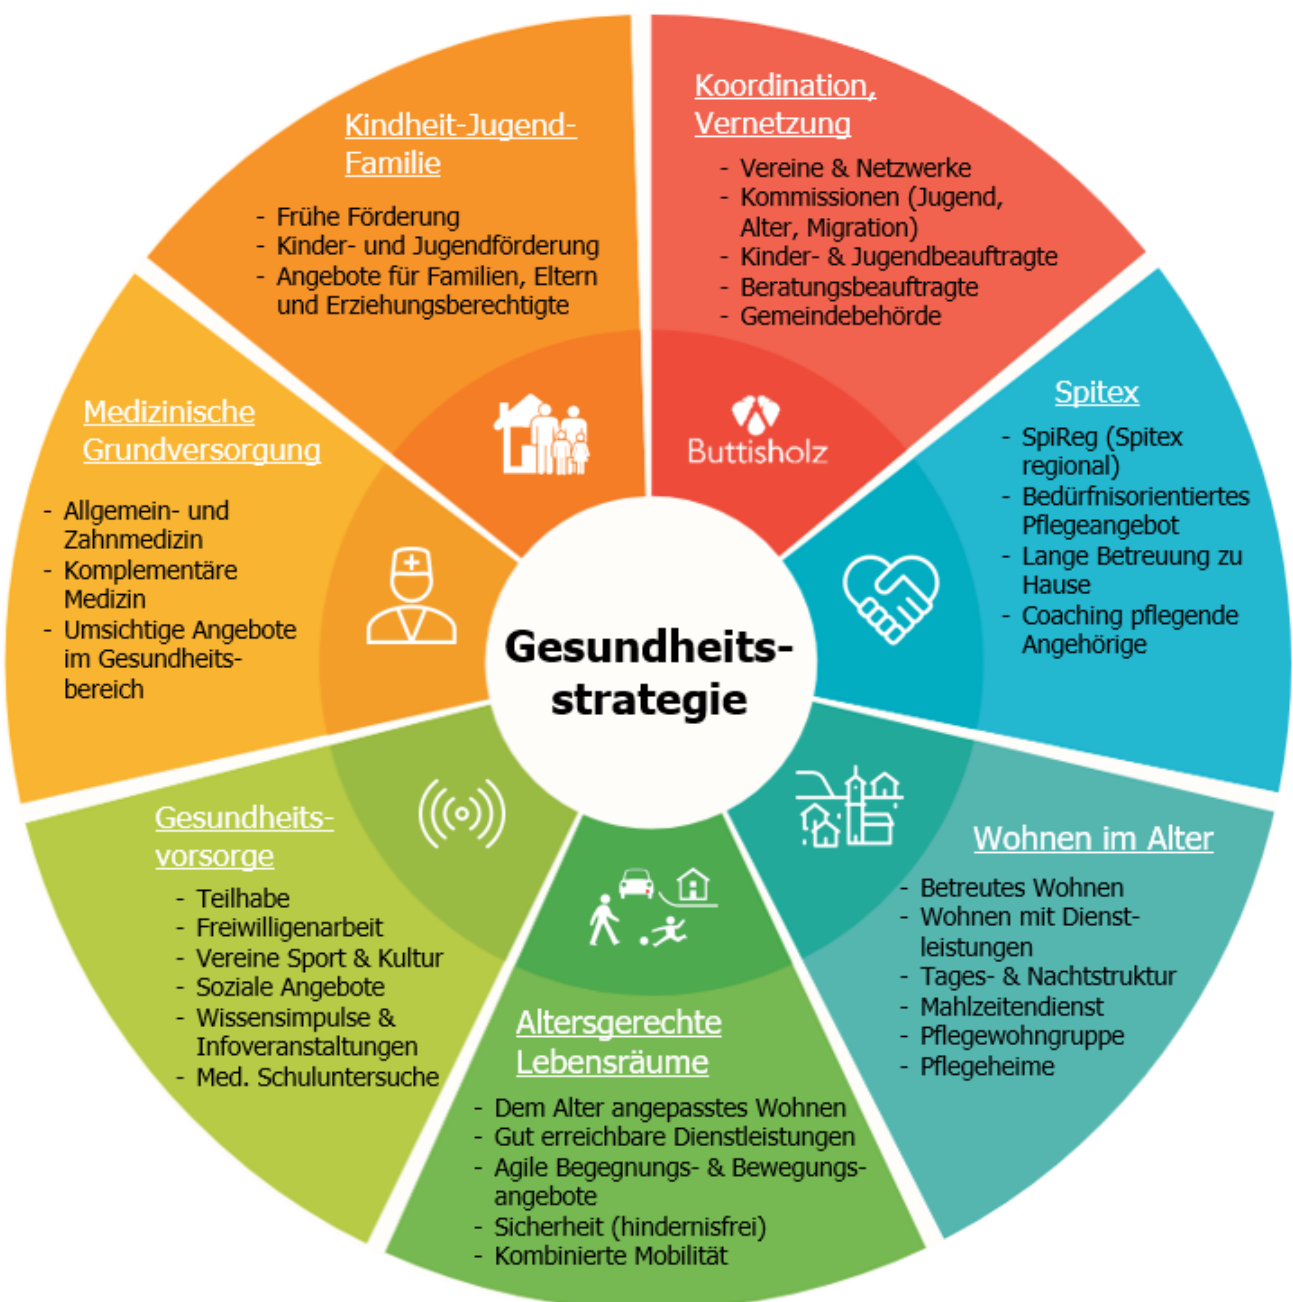 Koordination,
Vernetzung
- Vereine & Netzwerke
- Kommissionen (Jugend,
Alter, Migration)
- Kinder- & Jugendbeauftragte
- Beratungsbeauftragte
- Gemeindebehörde
Buttisholz
Spitex
- SpiReg (Spitex
regional)
- Bedürfnisorientiertes
Pflegeangebot
- Lange Betreuung zu
Hause
- Coaching pflegende
Angehörige
Wohnen im Alter
- Betreutes Wohnen
- Wohnen mit Dienst-
leistungen
- Tages- & Nachtstruktur
- Mahlzeitendienst
- Pflegewohngruppe
- Pflegeheime
Altersgerechte
Lebensräume
- Dem Alter angepasstes Wohnen
- Gut erreichbare Dienstleistungen
- Agile Begegnungs- & Bewegungs-
angebote
- Sicherheit (hindernisfrei)
- Kombinierte Mobilität
Gesundheits-
vorsorge
- Teilhabe
- Freiwilligenarbeit
- Vereine Sport & Kultur
- Soziale Angebote
- Wissensimpulse &
Infoveranstaltungen
- Med. Schuluntersuche
Medizinische
Grundversorgung
- Allgemein- und
Zahnmedizin
- Komplementäre
Medizin
- Umsichtige Angebote
im Gesundheits-
bereich
Kindheit-Jugend-
Familie
- Frühe Förderung
- Kinder- und Jugendförderung
- Angebote für Familien, Eltern
und Erziehungsberechtigte
Gesundheits-
strategie